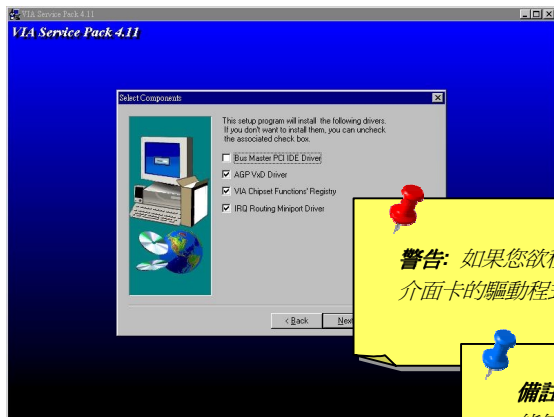 VIA Service Pack 4.11
VIA Service Pack 4.11
Select Components
This setup program will install the following drivers.
If you don't want to install them, you can uncheck
the associated check box.
Bus Master PCI IDE Driver
AGP VxD Driver
VIA Chipset Functions' Registry
IRQ Routing Miniport Driver
< Back
Next
警告: 如果您欲
介面卡的驅動程
備註